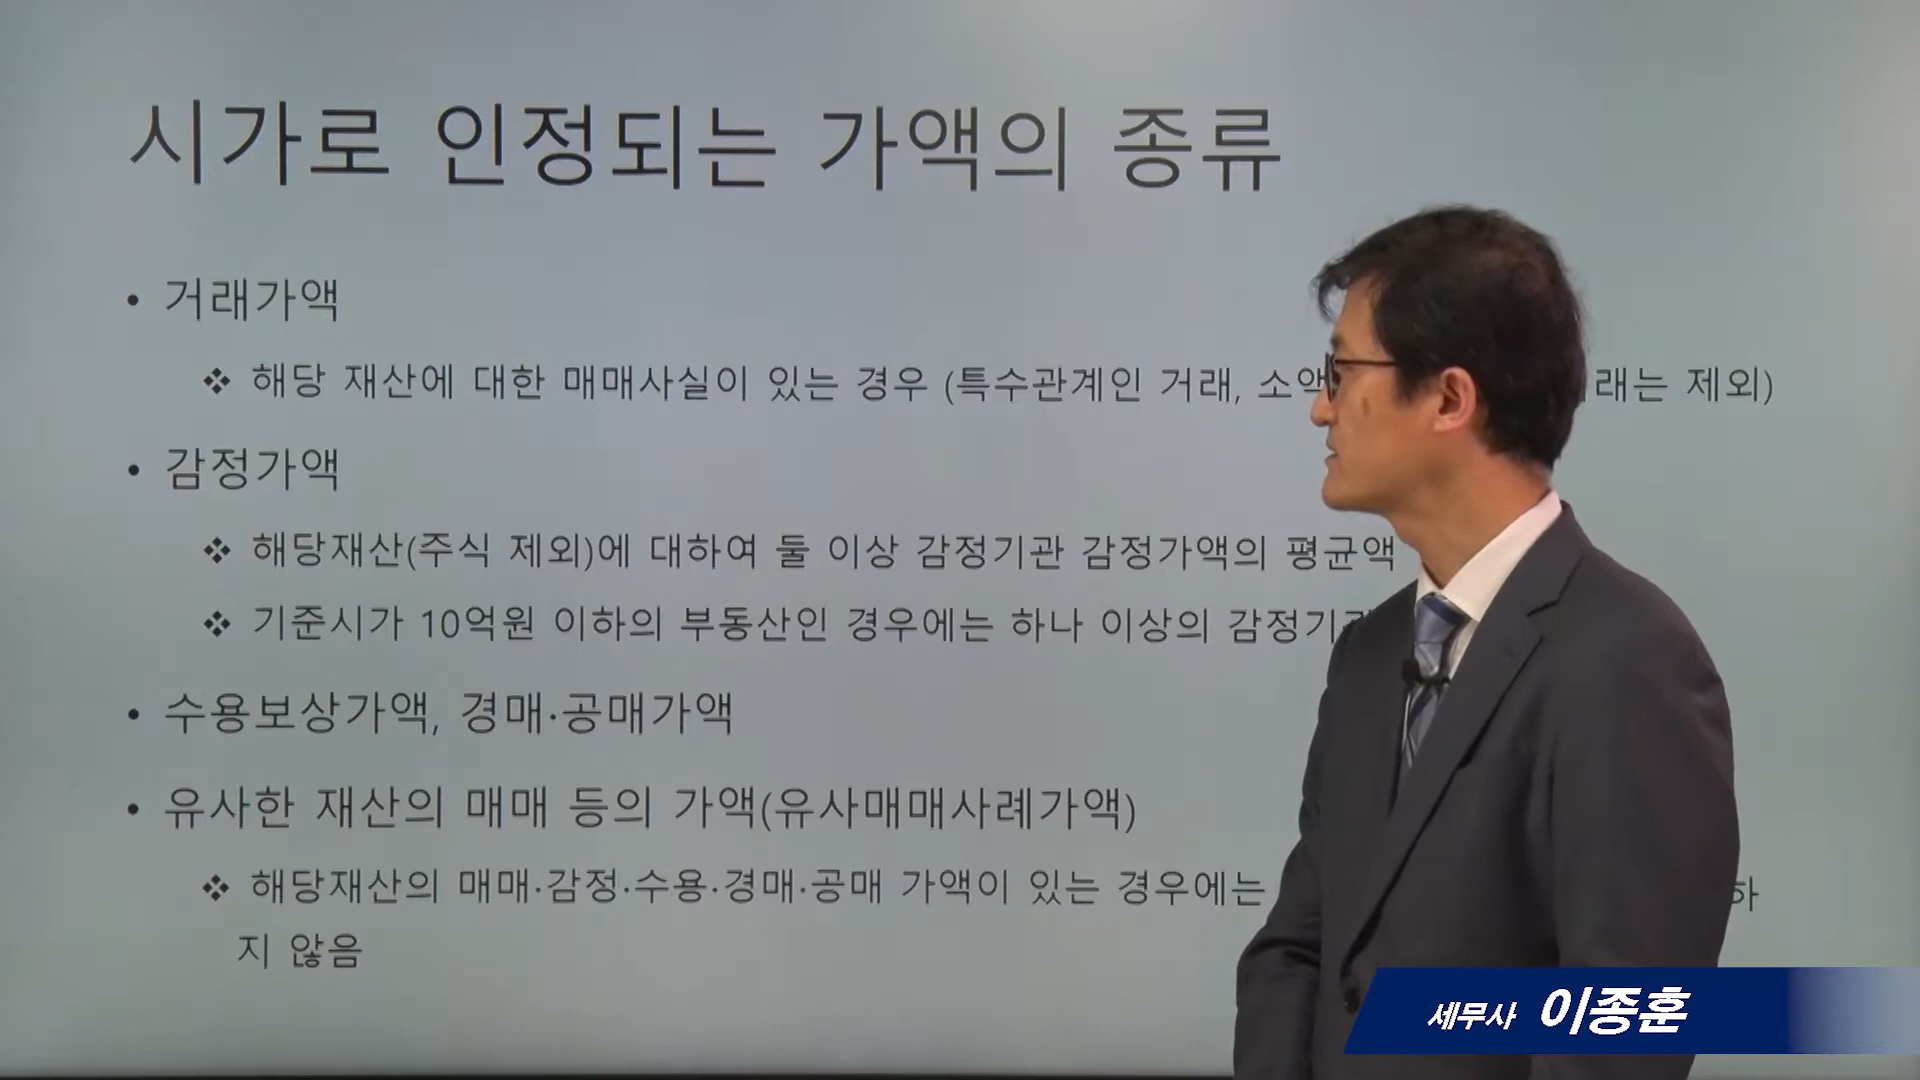 시가로 인정되는 가액의 종류
• 거래가액
❖ 해당 재산에 대한 매매사실이 있는 경우 (특수관계인 거래, 제외)
• 감정가액
❖ 해당재산(주식 제외)에 대하여 둘 이상 감정기관 감정가액의 평균액
❖ 기준시가 10억원 이하의 부동산인 경우에는 하나 이상의
• 수용보상가액, 경매·공매가액
• 유사한 재산의 매매 등의 가액(유사매매사례가액)
❖ 해당재산의 매매·감정·수용·경매·공매 가액이 있는 경우에는 하
지 않음
세무사 이종훈